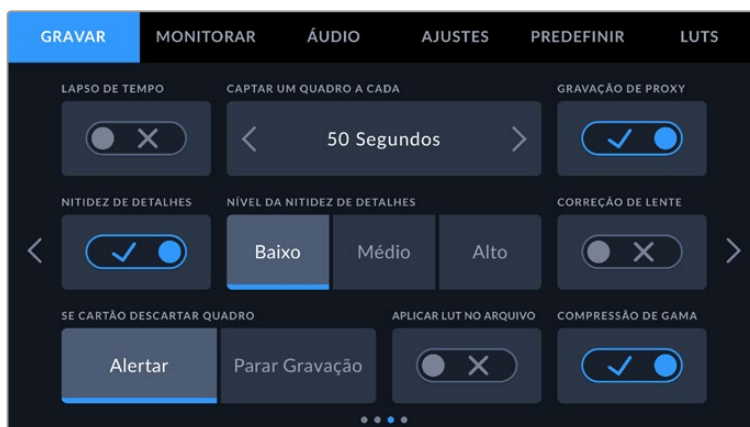 GRAVAR MONITORAR ÁUDIO AJUSTES PREDEFINIR LUTS
LAPSO DE TEMPO CAPTAR UM QUADRO A CADA GRAVAÇÃO DE PROXY
50 Segundos
NITIDEZ DE DETALHES NÍVEL DA NITIDEZ DE DETALHES CORREÇÃO DE LENTE
Baixo Médio Alto
SE CARTÃO DESCARTAR QUADRO APLICAR LUT NO ARQUIVO COMPRESSÃO DE GAMA
Alertar Parar Gravação